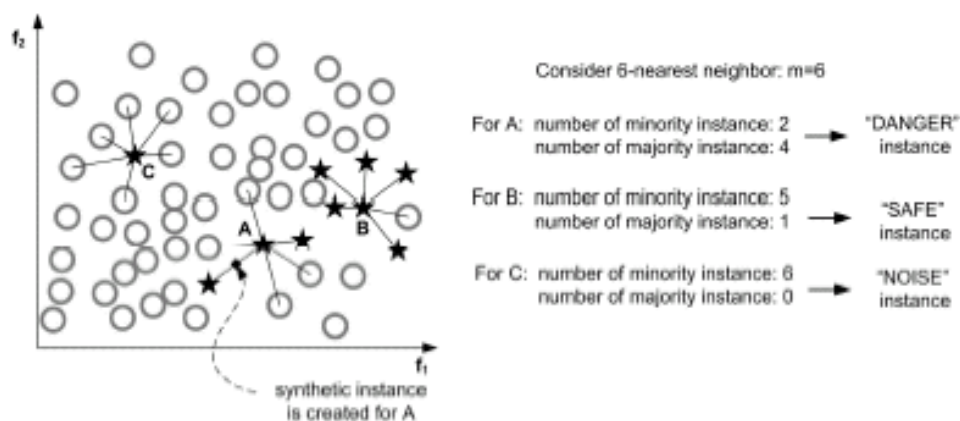 f2
Consider 6-nearest neighbor: m=6
For A: number of minority instance: 2
number of majority instance: 4
"DANGER"
instance
C
For B: number of minority instance: 5
number of majority instance: 1
"SAFE"
instance
A
B
For C: number of minority instance: 6
number of majority instance: 0
"NOISE"
instance
f1
synthetic instance
is created for A